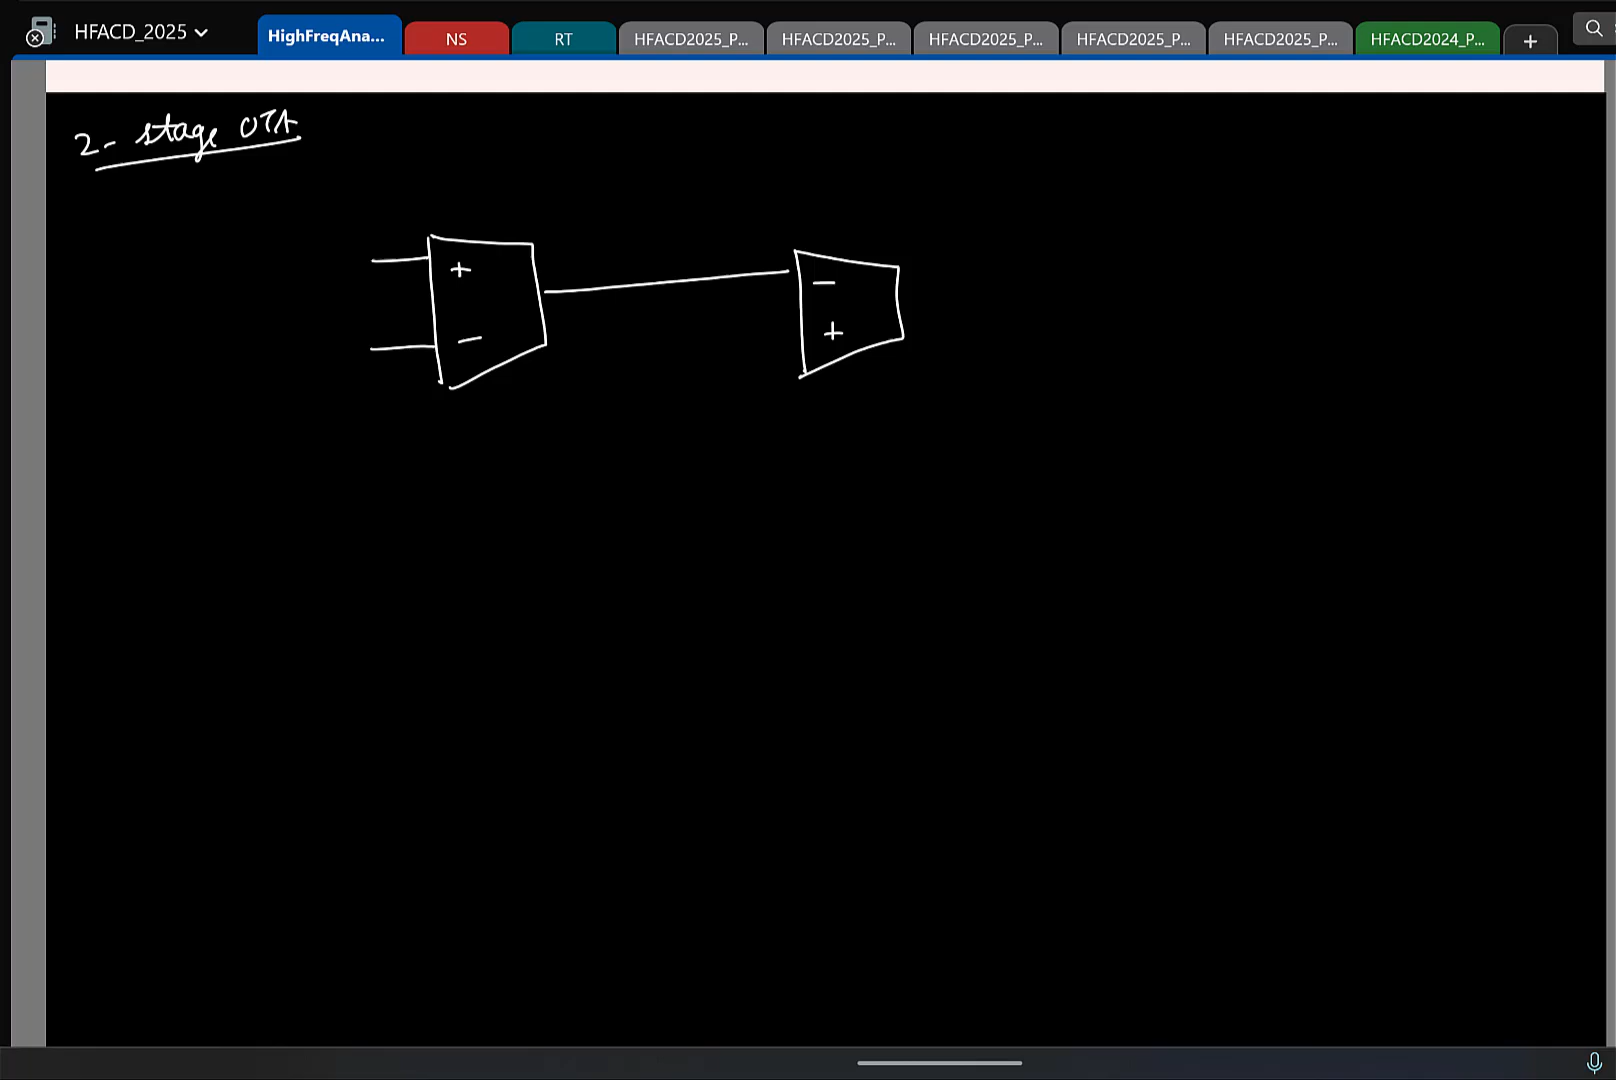 HFACD_2025
HighFreqAna...
NS
RT
HFACD2025_P...
HFACD2025_P...
HFACD2025_P...
HFACD2025_P...
HFACD2025_P...
HFACD2024_P...
+
2- stage OTA
+
-
-
+